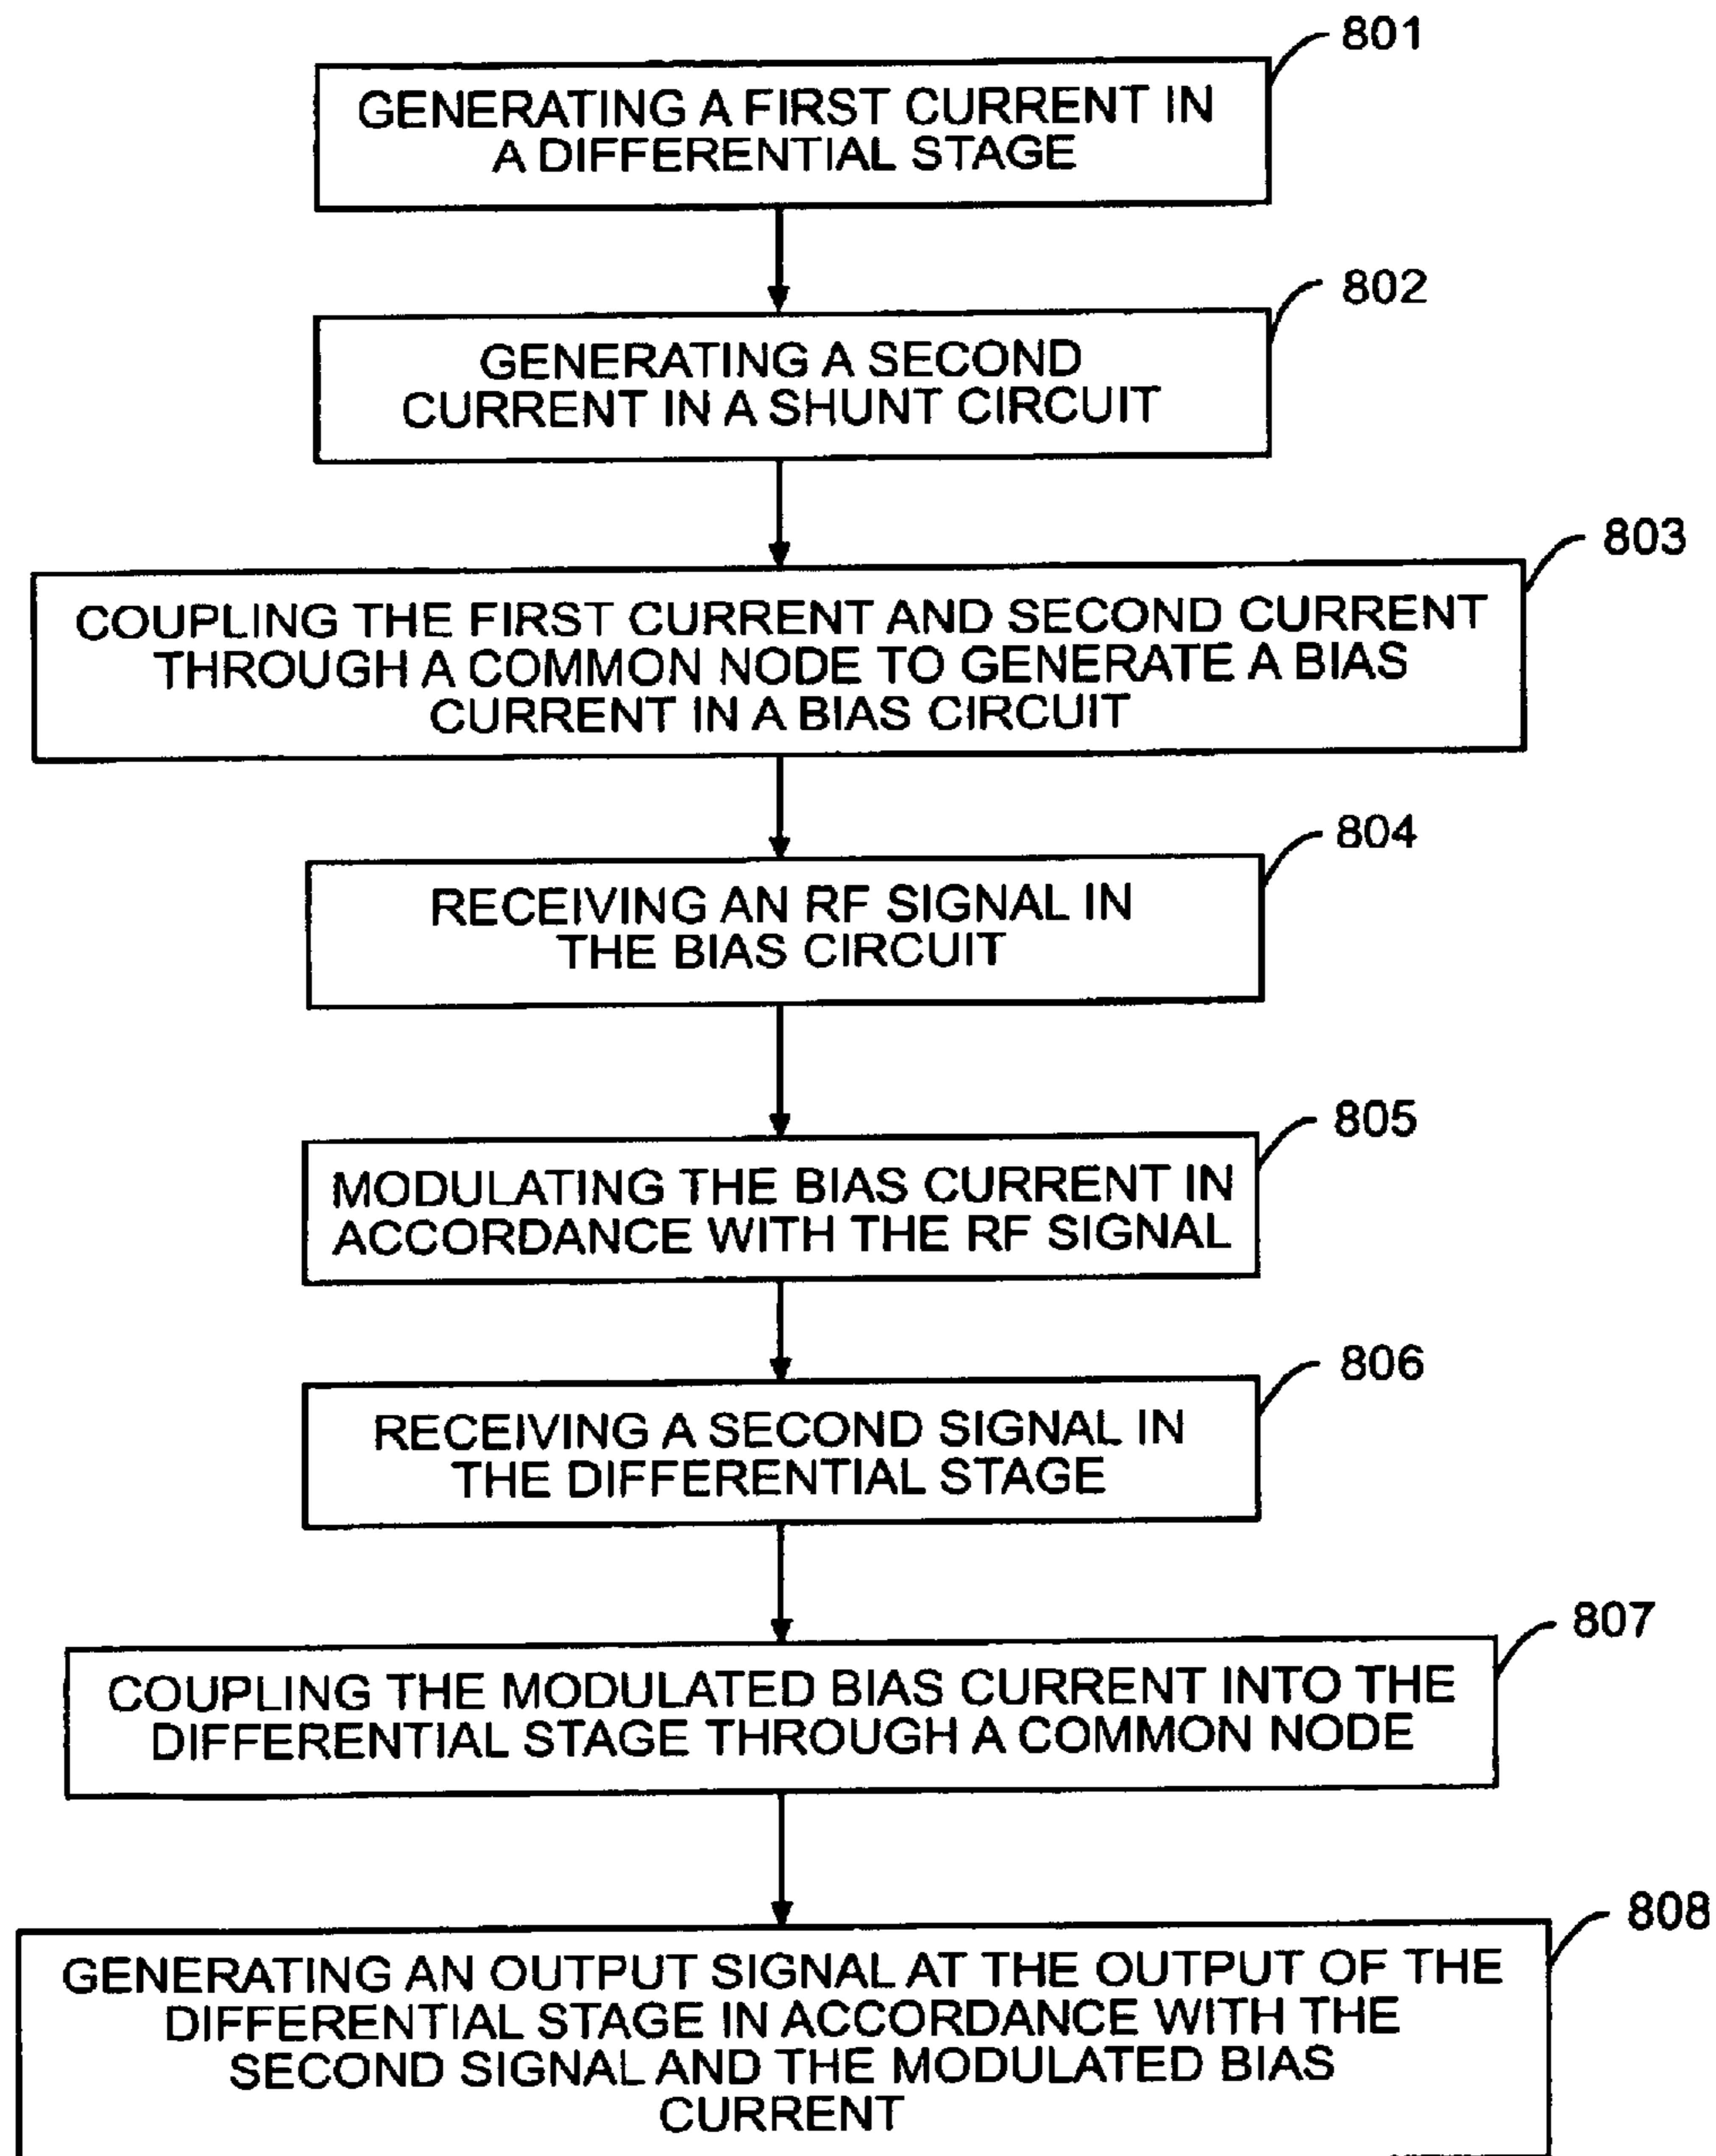 801
GENERATING A FIRST CURRENT IN
A DIFFERENTIAL STAGE
802
GENERATING A SECOND
CURRENT IN A SHUNT CIRCUIT
803
COUPLING THE FIRST CURRENT AND SECOND CURRENT
THROUGH A COMMON NODE TO GENERATE A BIAS
CURRENT IN A BIAS CIRCUIT
804
RECEIVING AN RF SIGNAL IN
THE BIAS CIRCUIT
805
MODULATING THE BIAS CURRENT IN
ACCORDANCE WITH THE RF SIGNAL
806
RECEIVING A SECOND SIGNAL IN
THE DIFFERENTIAL STAGE
807
COUPLING THE MODULATED BIAS CURRENT INTO THE
DIFFERENTIAL STAGE THROUGH A COMMON NODE
808
GENERATING AN OUTPUT SIGNAL AT THE OUTPUT OF THE
DIFFERENTIAL STAGE IN ACCORDANCE WITH THE
SECOND SIGNAL AND THE MODULATED BIAS
CURRENT